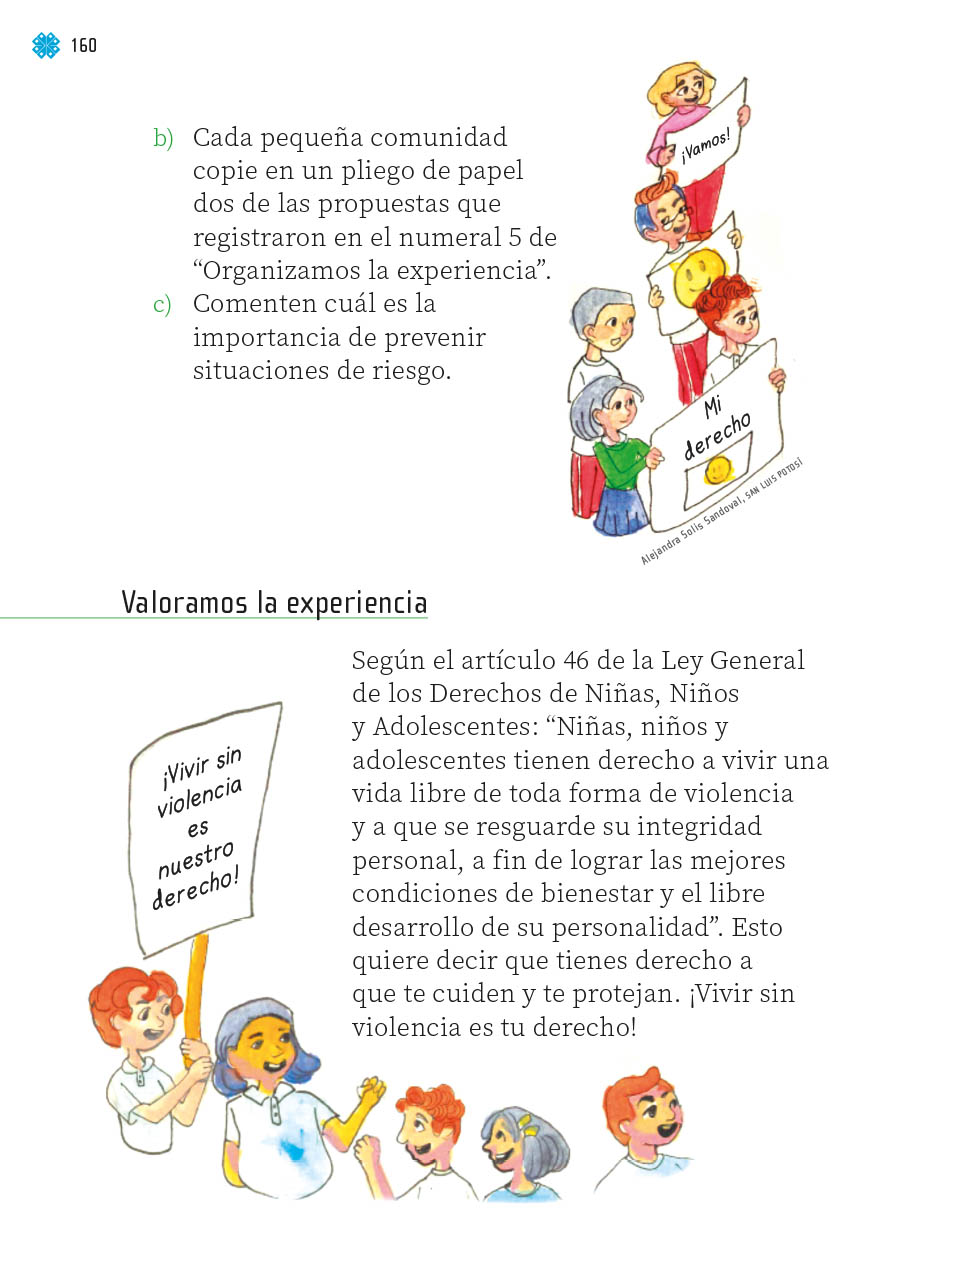 160
b) Cada pequeña comunidad
copie en un pliego de papel
dos de las propuestas que
registraron en el numeral 5 de
“Organizamos la experiencia”.
c) Comenten cuál es la
importancia de prevenir
situaciones de riesgo.
¡Vamos!
Mi
derecho
Alejandra Solís Sandoval, SAN LUIS POTOSÍ
Valoramos la experiencia
Según el artículo 46 de la Ley General
de los Derechos de Niñas, Niños
y Adolescentes: “Niñas, niños y
adolescentes tienen derecho a vivir una
vida libre de toda forma de violencia
y a que se resguarde su integridad
personal, a fin de lograr las mejores
condiciones de bienestar y el libre
desarrollo de su personalidad”. Esto
quiere decir que tienes derecho a
que te cuiden y te protejan. ¡Vivir sin
violencia es tu derecho!
¡Vivir sin
violencia
es
nuestro
derecho!